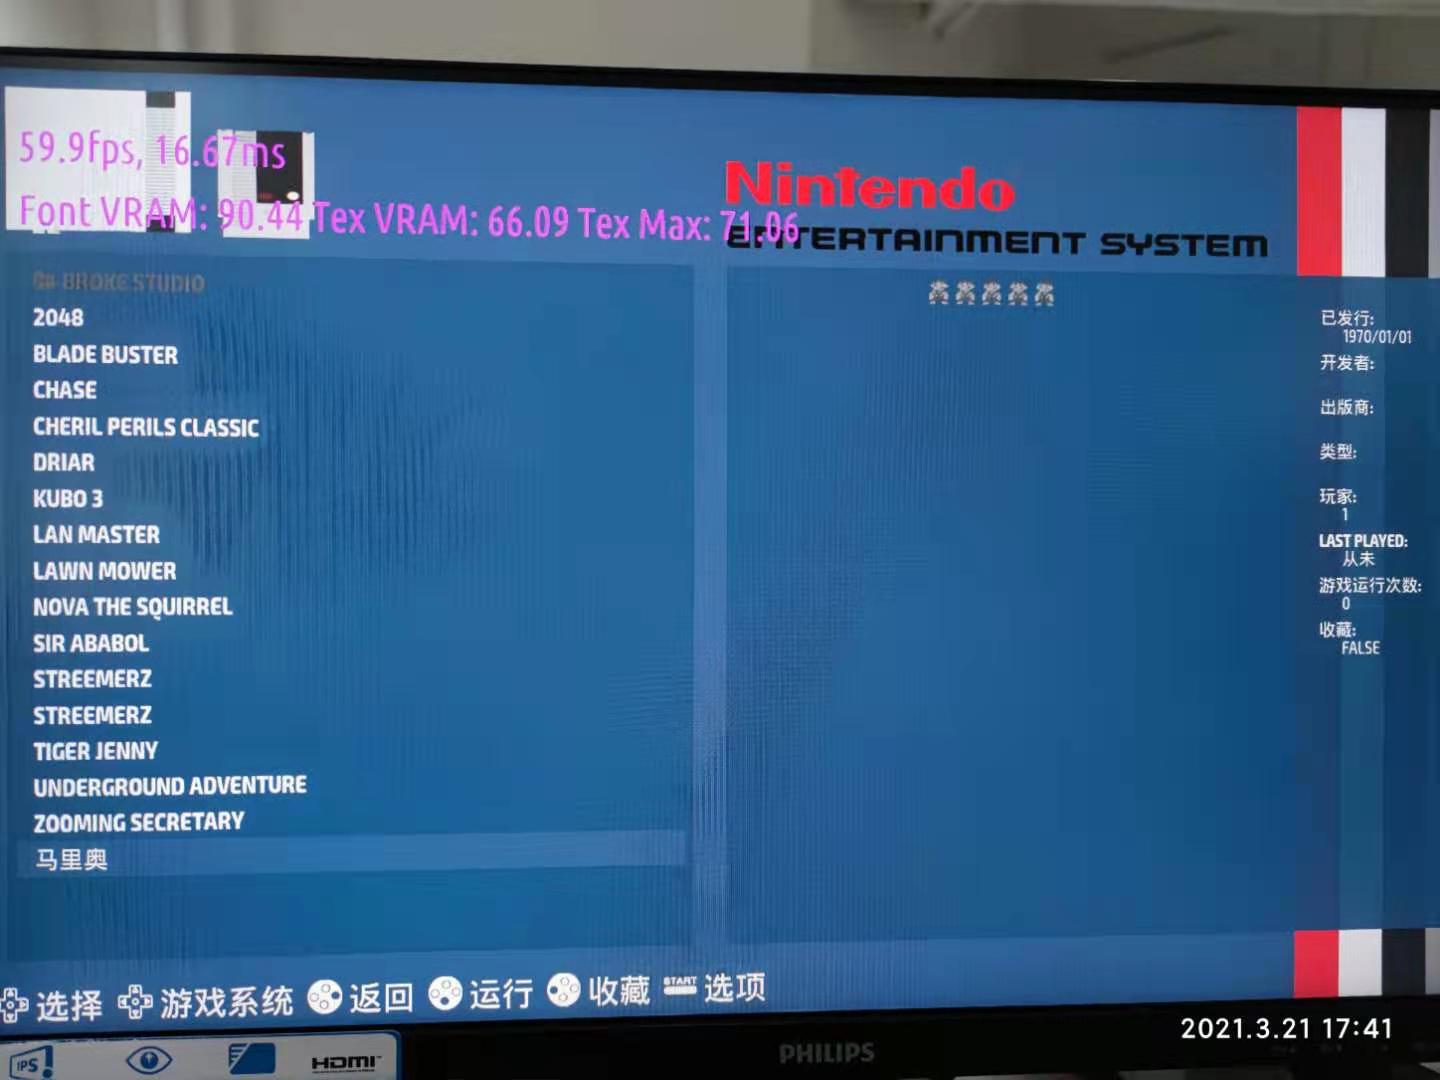 59.9fps, 16.67ms
Font VRAM: 90.44 Tex VRAM: 66.09 Tex Max: 71.06
Nintendo
ENTERTAINMENT SYSTEM
BROKE STUDIO
2048
BLADE BUSTER
CHASE
CHERIL PERILS CLASSIC
DRIAR
KUBO 3
LAN MASTER
LAWN MOWER
NOVA THE SQUIRREL
SIR ABABOL
STREEMERZ
STREEMERZ
TIGER JENNY
UNDERGROUND ADVENTURE
ZOOMING SECRETARY
马里奥
已发行:
1970/01/01
开发者:
出版商:
类型:
玩家:
1
LAST PLAYED:
从未
游戏运行次数:
0
收藏:
FALSE
选择 游戏系统 返回 运行 收藏 START 选项
2021.3.21 17:41
PHILIPS
IPS HDMI